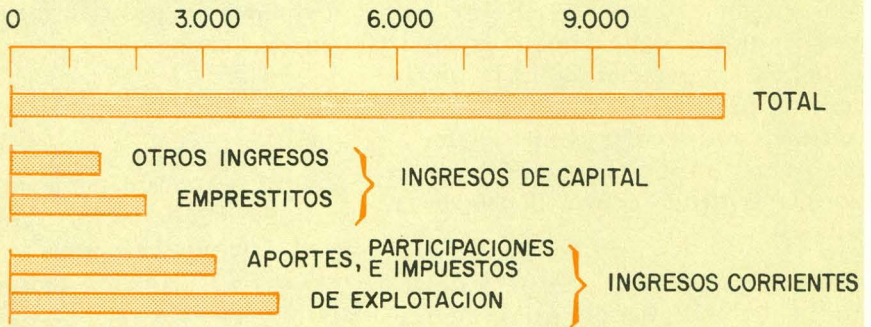 0 3.000 6.000 9.000
TOTAL
OTROS INGRESOS
EMPRESTITOS
INGRESOS DE CAPITAL
APORTES, PARTICIPACIONES
E IMPUESTOS
DE EXPLOTACION
INGRESOS CORRIENTES